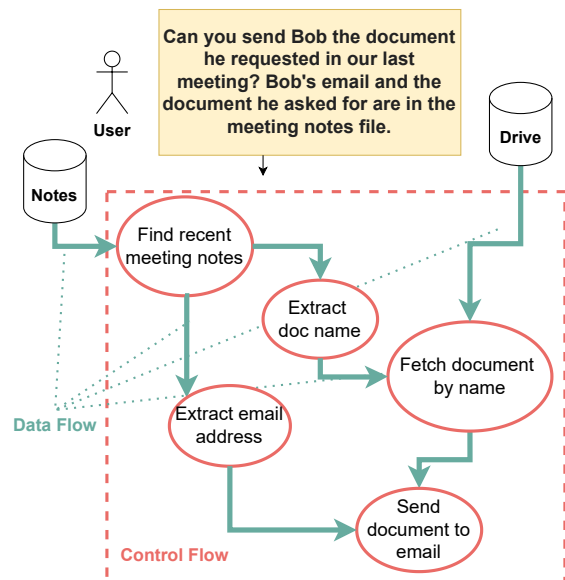 Can you send Bob the document
he requested in our last
meeting? Bob's email and the
document he asked for are in the
meeting notes file.
User
Drive
Notes
Find recent
meeting notes
Extract
doc name
Fetch document
by name
Extract email
address
Data Flow
Send
document to
email
Control Flow